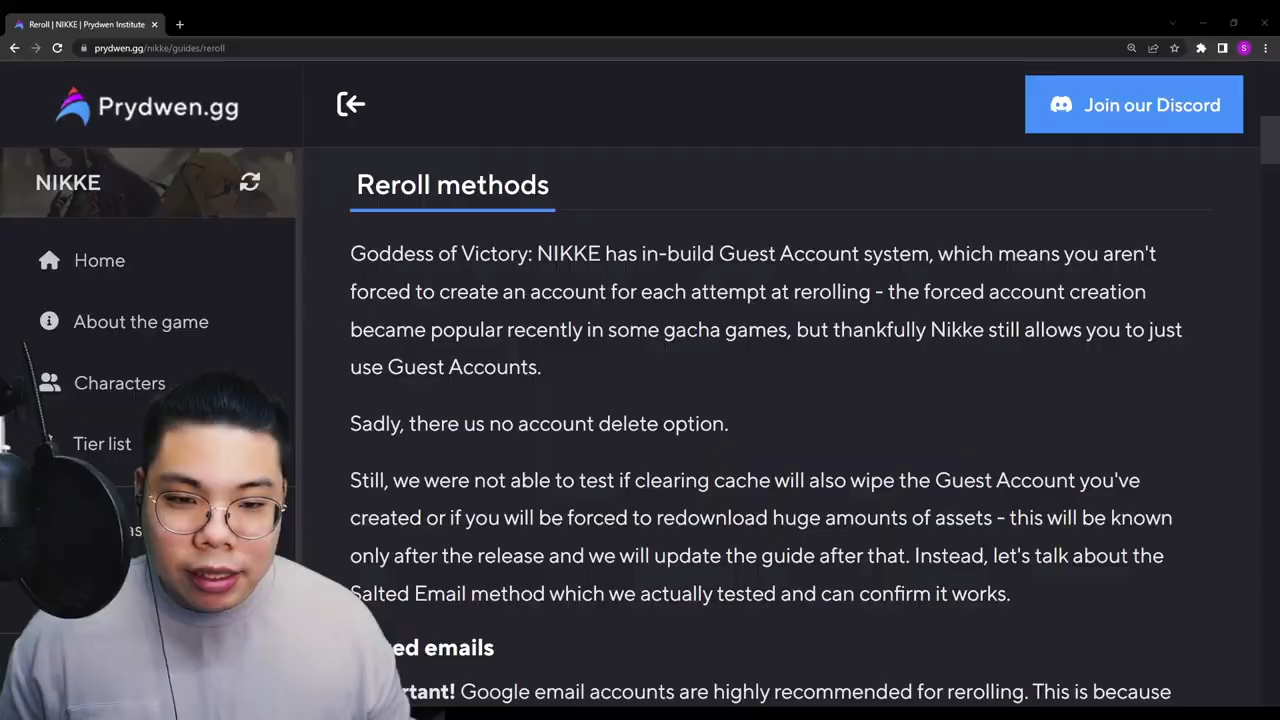 Reroll | NIKKE | Prydwen Institute
prydwen.gg/nikke/guides/reroll
S
Prydwen.gg
Join our Discord
NIKKE
Home
About the game
Characters
Tier list
Reroll methods
Goddess of Victory: NIKKE has in-build Guest Account system, which means you aren't
forced to create an account for each attempt at rerolling - the forced account creation
became popular recently in some gacha games, but thankfully Nikke still allows you to just
use Guest Accounts.
Sadly, there us no account delete option.
Still, we were not able to test if clearing cache will also wipe the Guest Account you've
created or if you will be forced to redownload huge amounts of assets - this will be known
only after the release and we will update the guide after that. Instead, let's talk about the
Salted Email method which we actually tested and can confirm it works.
ed emails
rtant! Google email accounts are highly recommended for rerolling. This is because